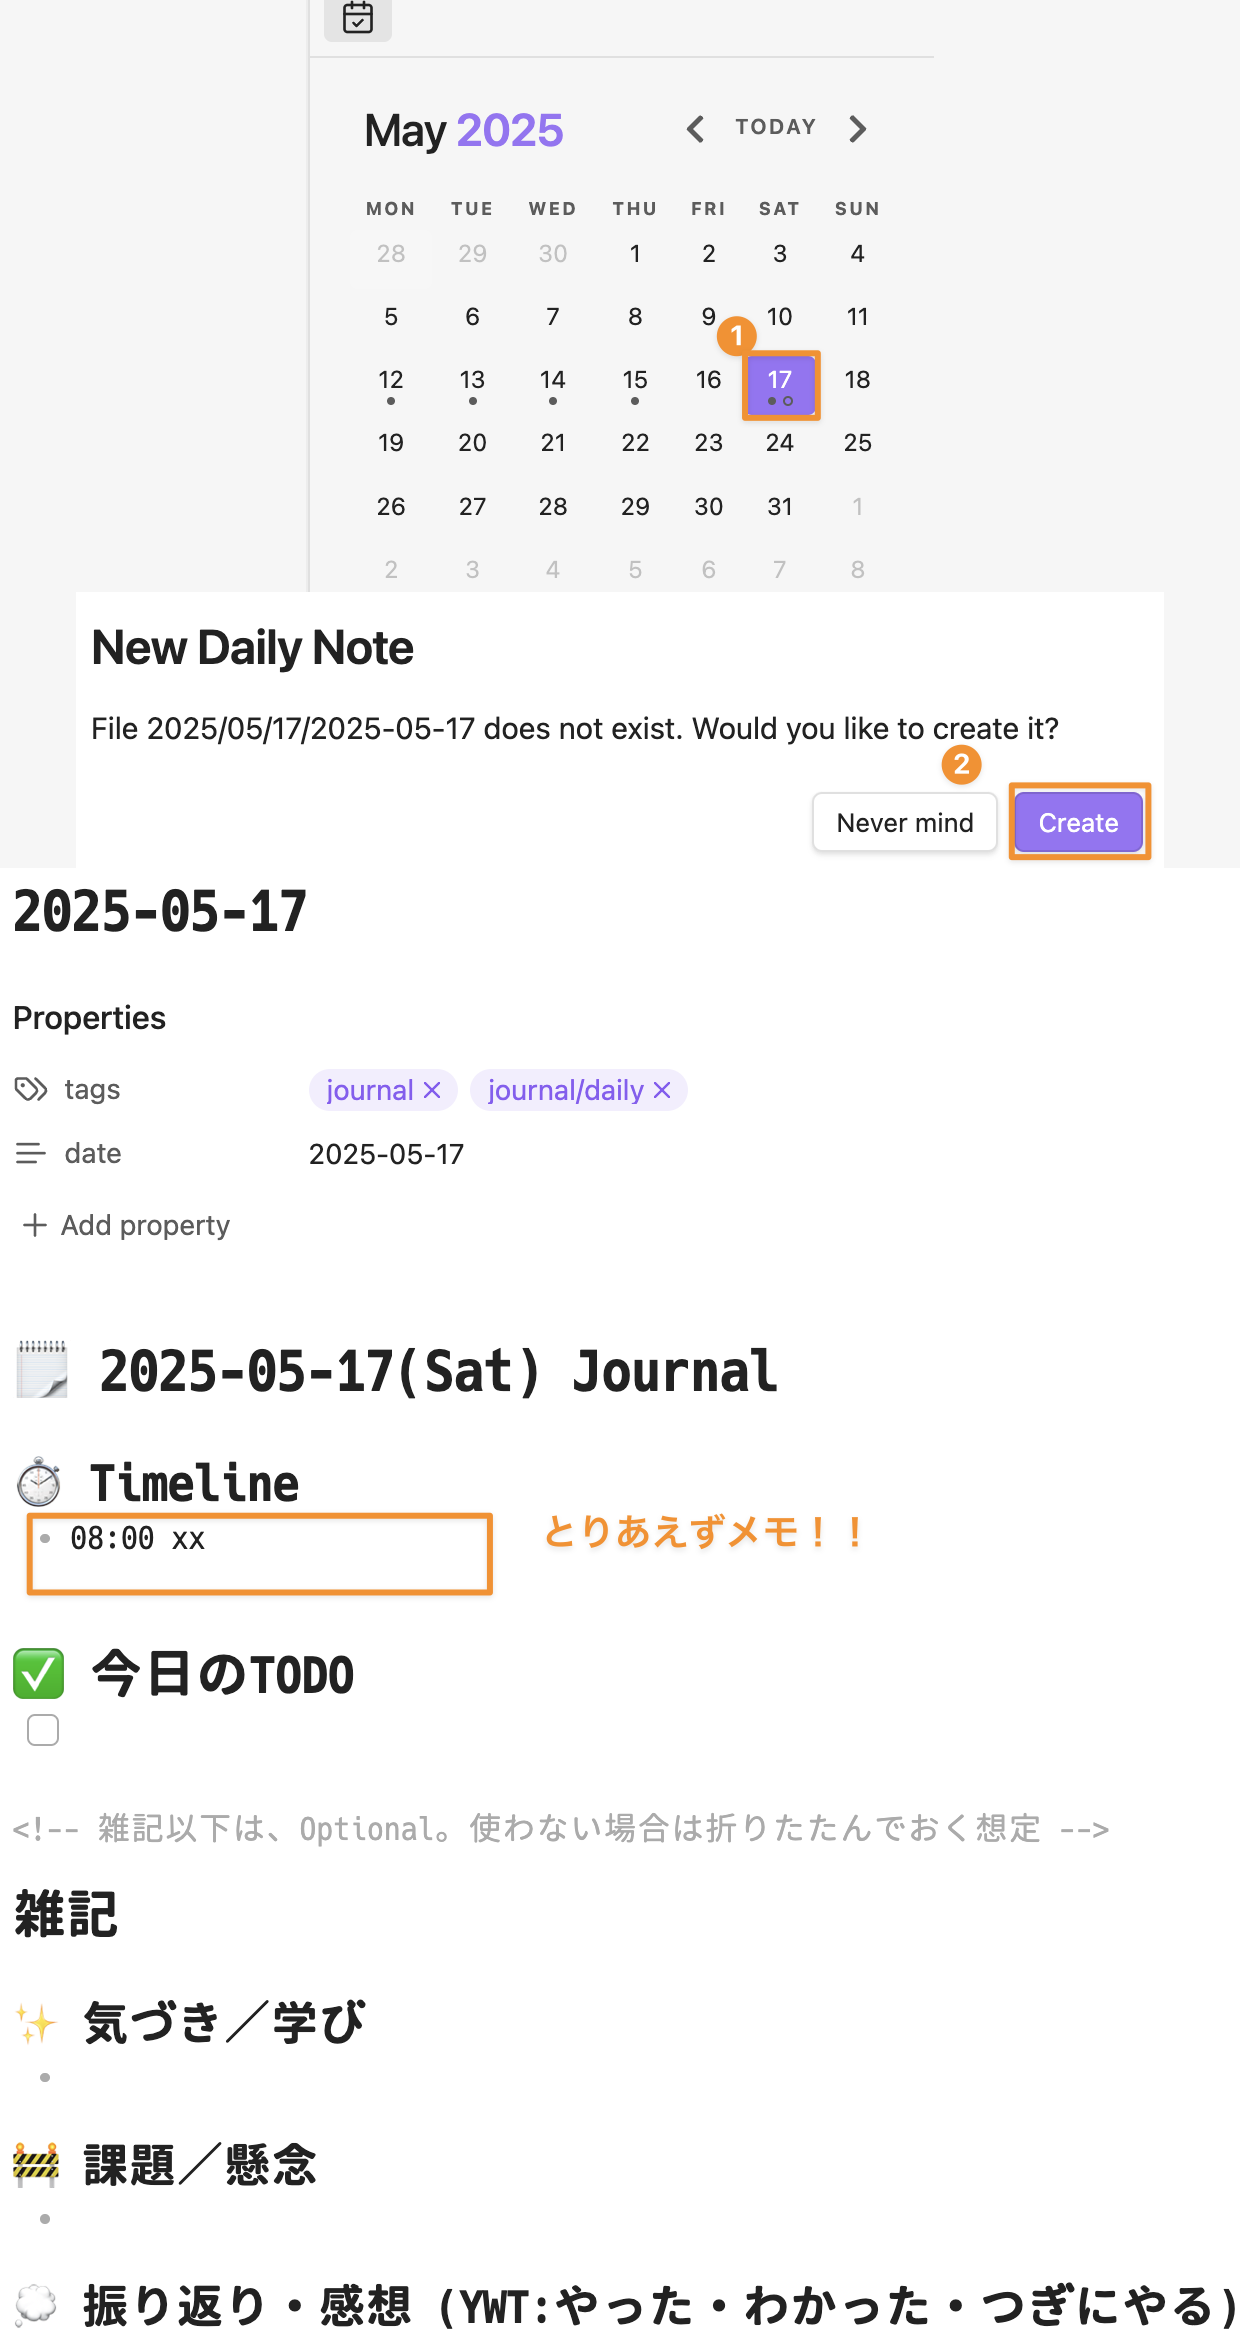 May 2025 TODAY
MON TUE WED THU FRI SAT SUN
28 29 30 1 2 3 4
5 6 7 8 9 10 11
1
12 13 14 15 16 17 18
19 20 21 22 23 24 25
26 27 28 29 30 31 1
2 3 4 5 6 7 8
New Daily Note
File 2025/05/17/2025-05-17 does not exist. Would you like to create it?
2
Never mind Create
2025-05-17
Properties
tags journal journal/daily
date 2025-05-17
Add property
2025-05-17(Sat) Journal
Timeline
08:00 xx とりあえずメモ！！
今日のTODO
<!-- 雑記以下は、Optional。使わない場合は折りたたんでおく想定 -->
雑記
✨ 気づき／学び
🚧 課題／懸念
💭 振り返り・感想 (YWT:やった・わかった・つぎにやる)